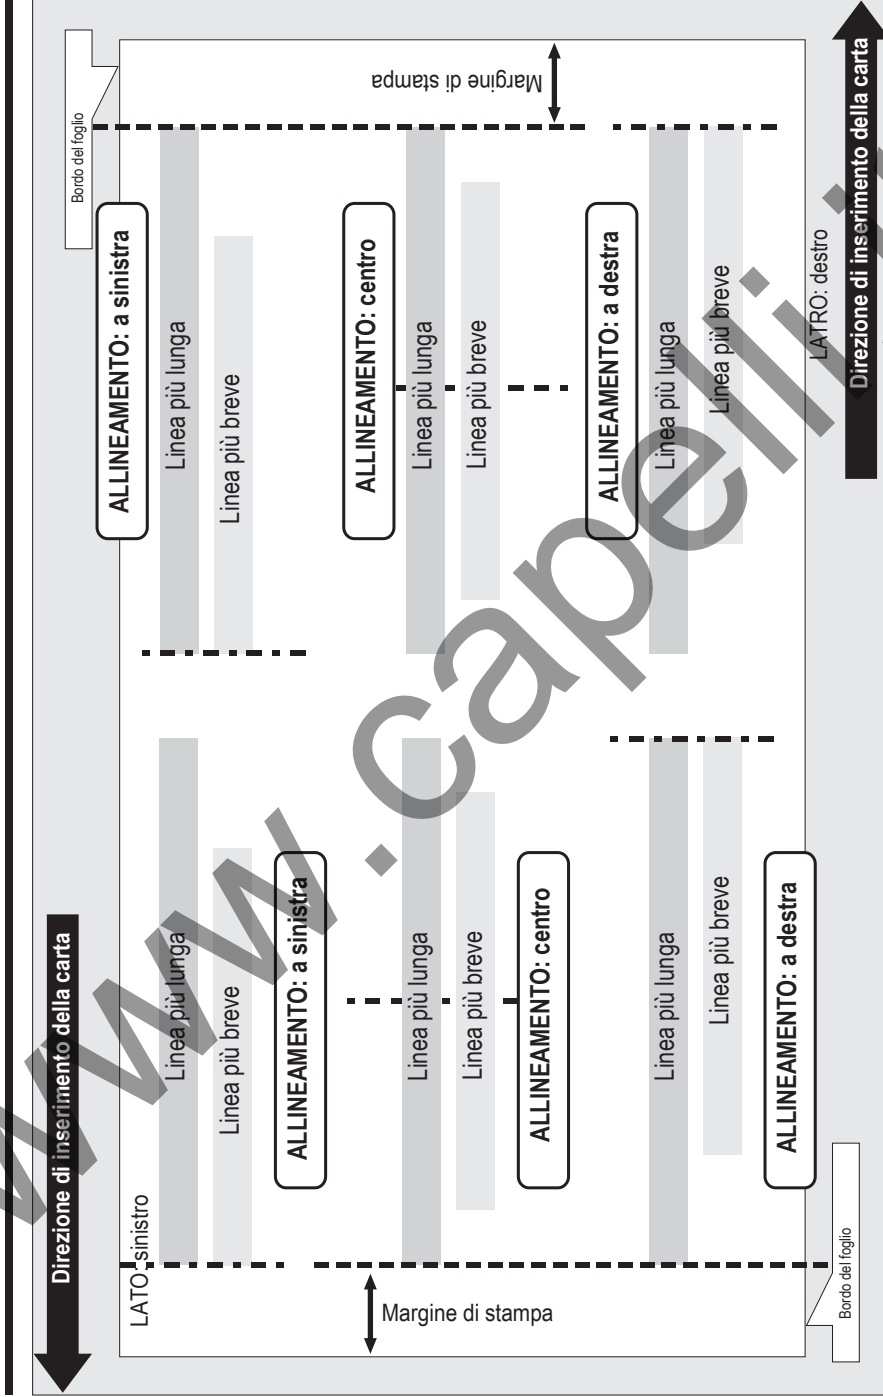 Direzione di inserimento della carta
LATO: sinistro
Linea più lunga
Linea più breve
ALLINEAMENTO: a sinistra
Linea più lunga
Linea più breve
ALLINEAMENTO: centro
Linea più lunga
Linea più breve
ALLINEAMENTO: a destra
Margine di stampa
Bordo del foglio
Bordo del foglio
ALLINEAMENTO: a sinistra
Linea più lunga
Linea più breve
ALLINEAMENTO: centro
Linea più lunga
Linea più breve
ALLINEAMENTO: a destra
Linea più lunga
Linea più breve
Margine di stampa
LATRO: destro
Direzione di inserimento della carta
www.capelli.i